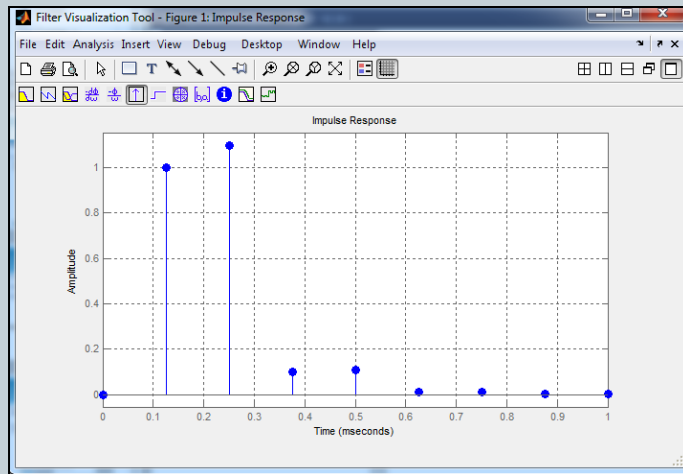 Filter Visualization Tool - Figure 1: Impulse Response
File Edit Analysis Insert View Debug Desktop Window Help
Impulse Response
Amplitude
1
0.8
0.6
0.4
0.2
0
0 0.1 0.2 0.3 0.4 0.5 0.6 0.7 0.8 0.9 1
Time (mseconds)